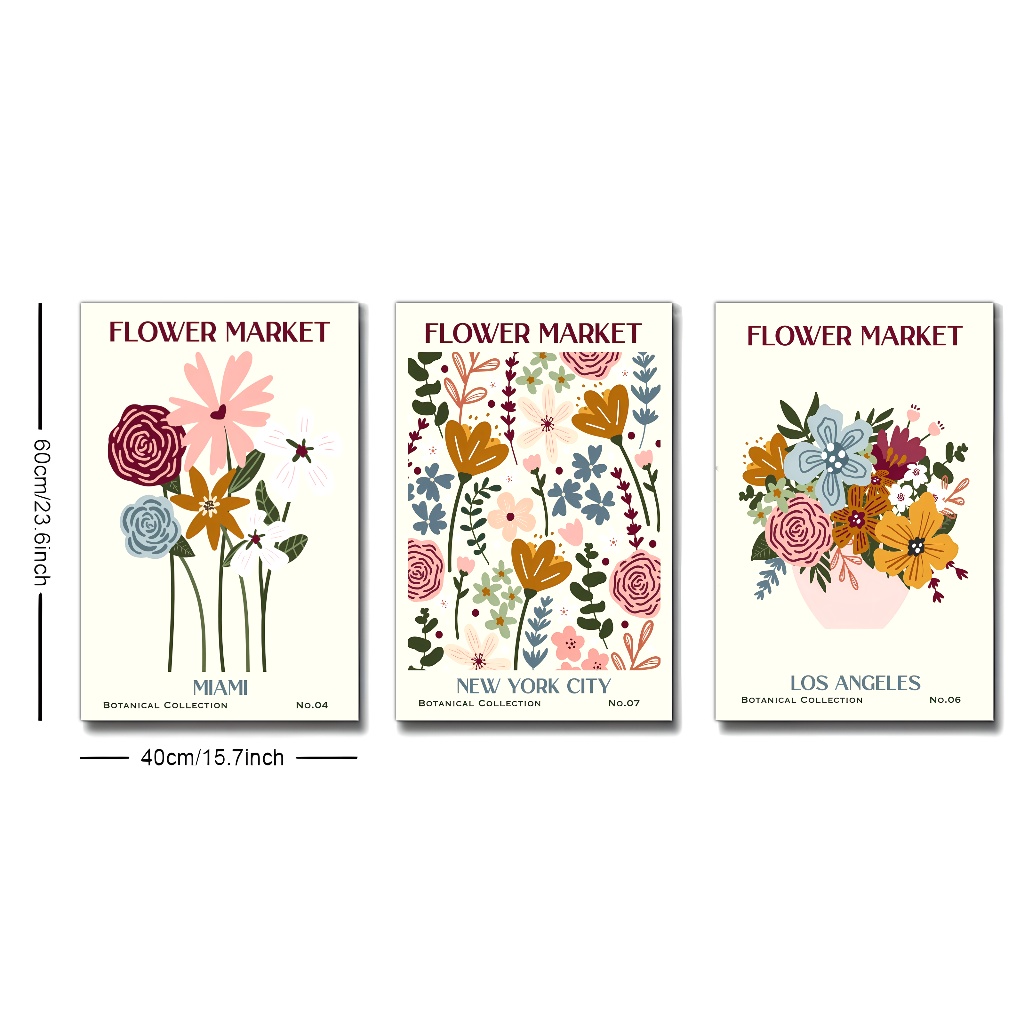 60cm/23.6inch
FLOWER MARKET
MIAMI
BOTANICAL COLLECTION No.04
40cm/15.7inch
FLOWER MARKET
NEW YORK CITY
BOTANICAL COLLECTION No.07
FLOWER MARKET
LOS ANGELES
BOTANICAL COLLECTION No.06